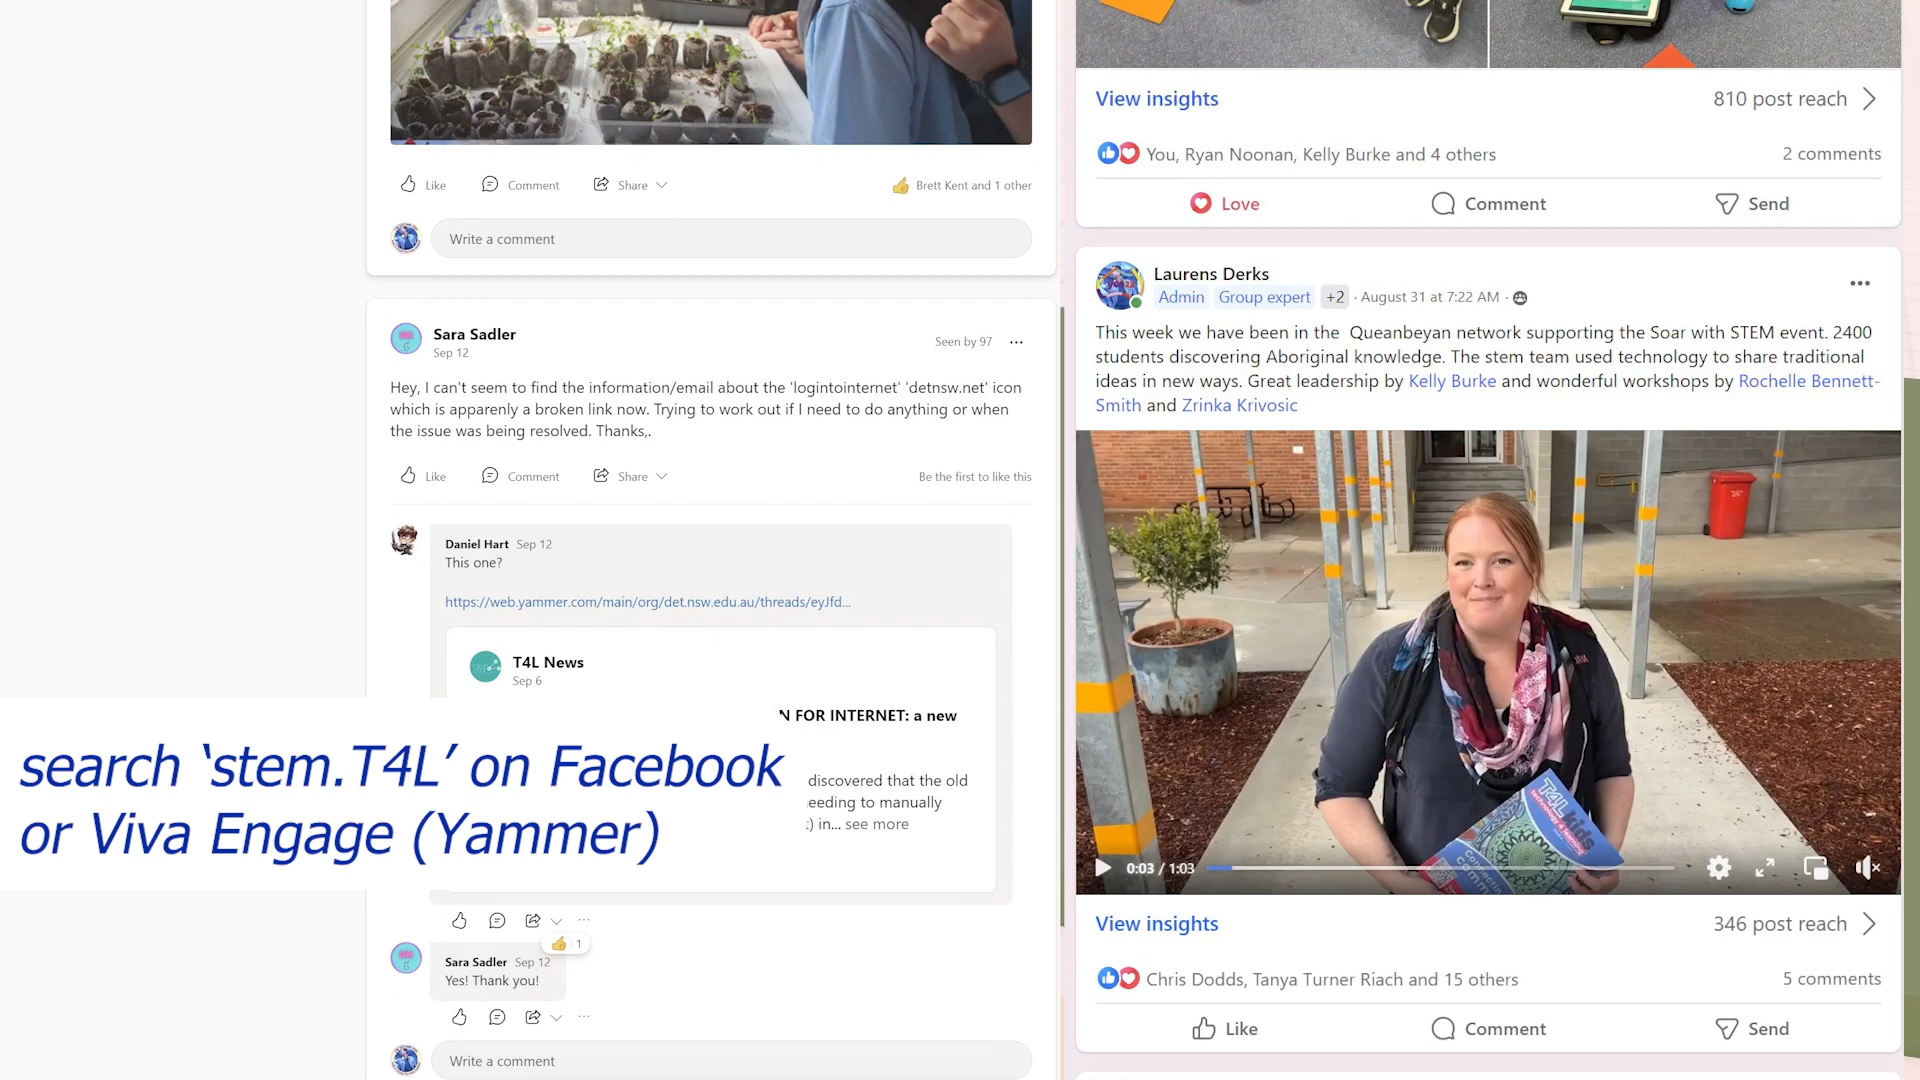 Like Comment Share Brett Kent and 1 other
Write a comment
Sara Sadler
Sep 12
Seen by 97
Hey, I can't seem to find the information/email about the 'logintointernet' 'detnsw.net' icon
which is apparenly a broken link now. Trying to work out if I need to do anything or when
the issue was being resolved. Thanks,.
Like Comment Share Be the first to like this
Daniel Hart Sep 12
This one?
https://web.yammer.com/main/org/det.nsw.edu.au/threads/eyJfd...
T4L News
Sep 6
N FOR INTERNET: a new
discovered that the old
eeding to manually
:) in... see more
search ‘stem.T4L’ on Facebook
or Viva Engage (Yammer)
1
Sara Sadler Sep 12
Yes! Thank you!
Write a comment
View insights 810 post reach
You, Ryan Noonan, Kelly Burke and 4 others 2 comments
Love Comment Send
Laurens Derks
Admin Group expert +2 · August 31 at 7:22 AM ·
This week we have been in the Queanbeyan network supporting the Soar with STEM event. 2400
students discovering Aboriginal knowledge. The stem team used technology to share traditional
ideas in new ways. Great leadership by Kelly Burke and wonderful workshops by Rochelle Bennett-
Smith and Zrinka Krivosic
T4L kids
technology 4 learning
0:03 / 1:03
View insights 346 post reach
Chris Dodds, Tanya Turner Riach and 15 others 5 comments
Like Comment Send